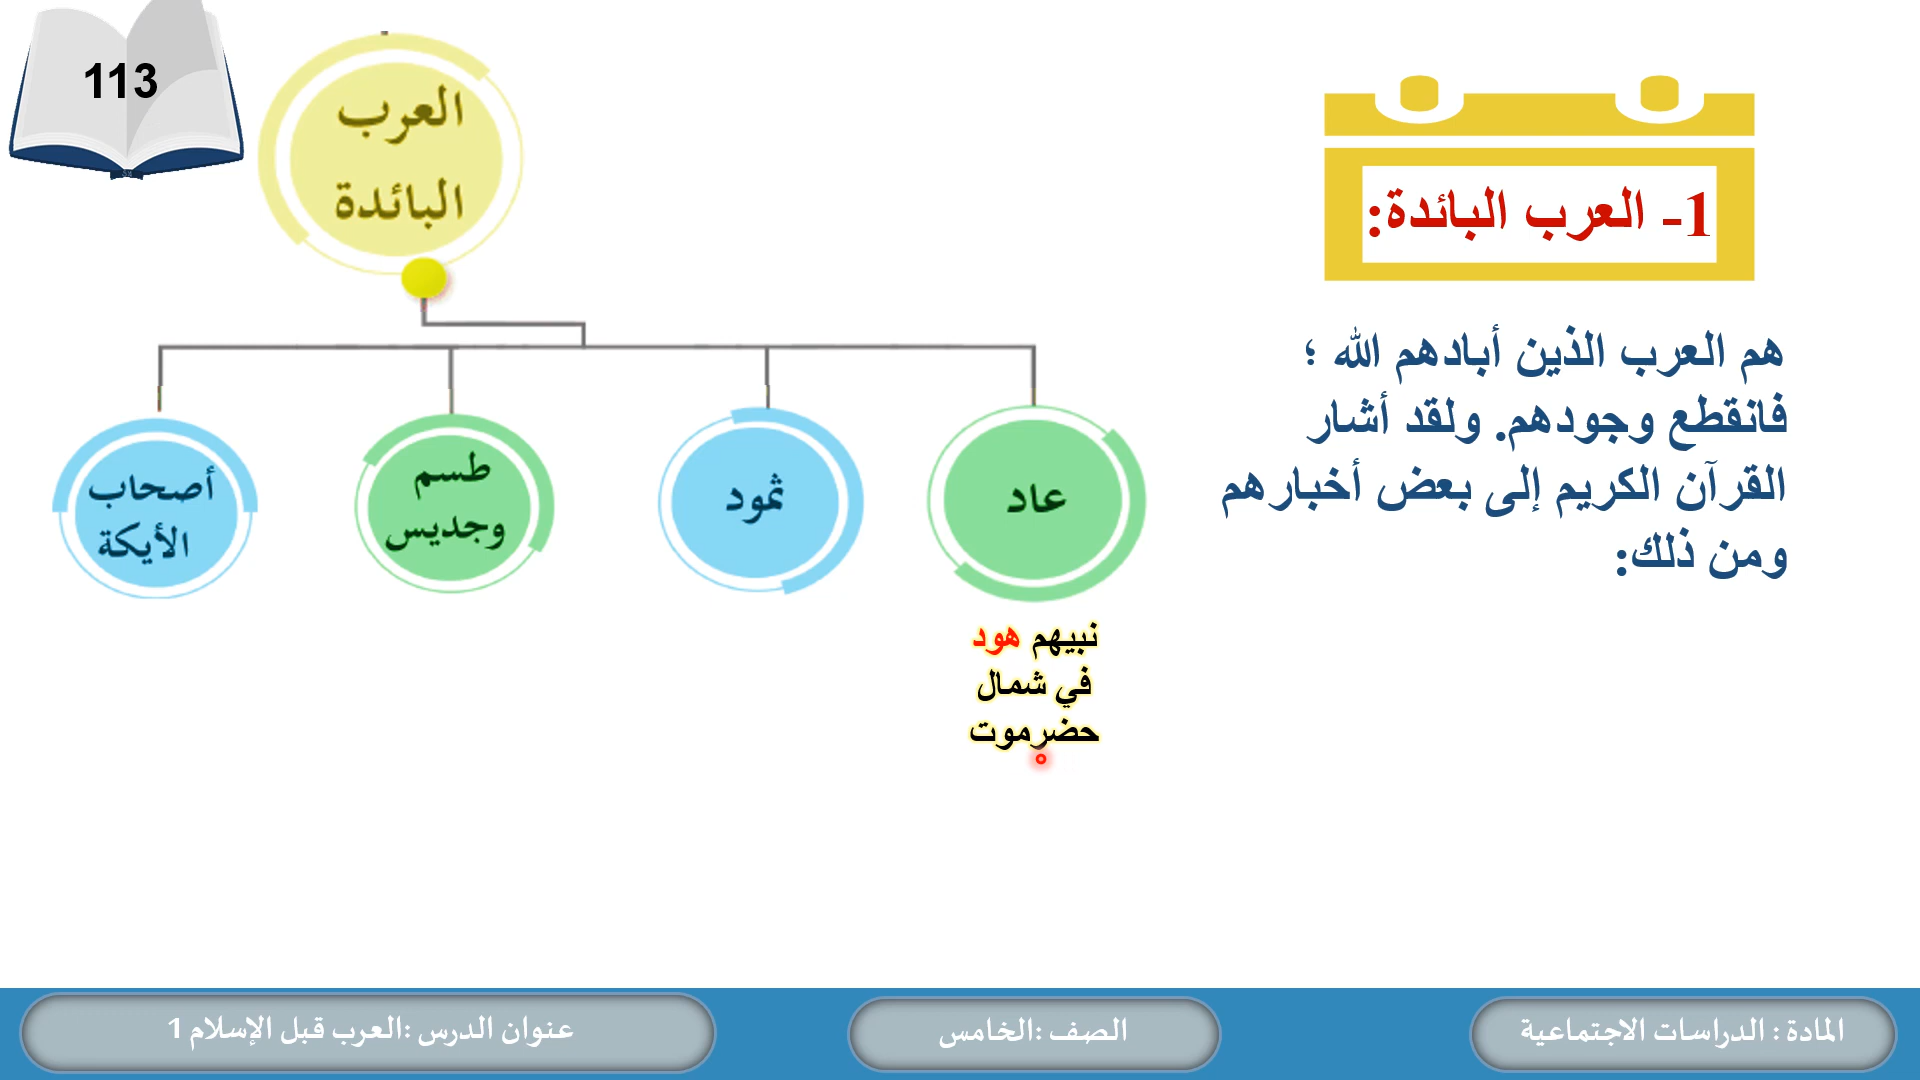 113
1- العرب البائدة:
هم العرب الذين أبادهم الله ؛
فانقطع وجودهم. ولقد أشار
القرآن الكريم إلى بعض أخبارهم
ومن ذلك:
العرب
البائدة
عاد
ثمود
طسم
وجديس
أصحاب
الأيكة
نبيهم هود
في شمال
حضرموت
المادة : الدراسات الاجتماعية
الصف :الخامس
عنوان الدرس :العرب قبل الإسلام 1